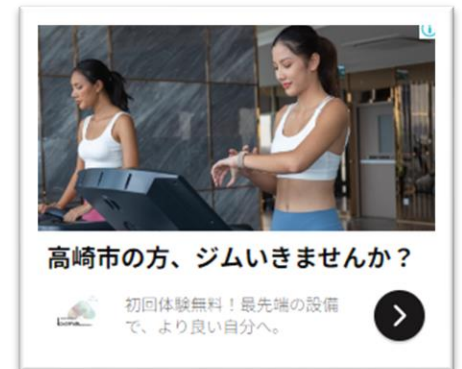 高崎市の方、ジムいきませんか？
初回体験無料！最先端の設備
で、より良い自分へ。